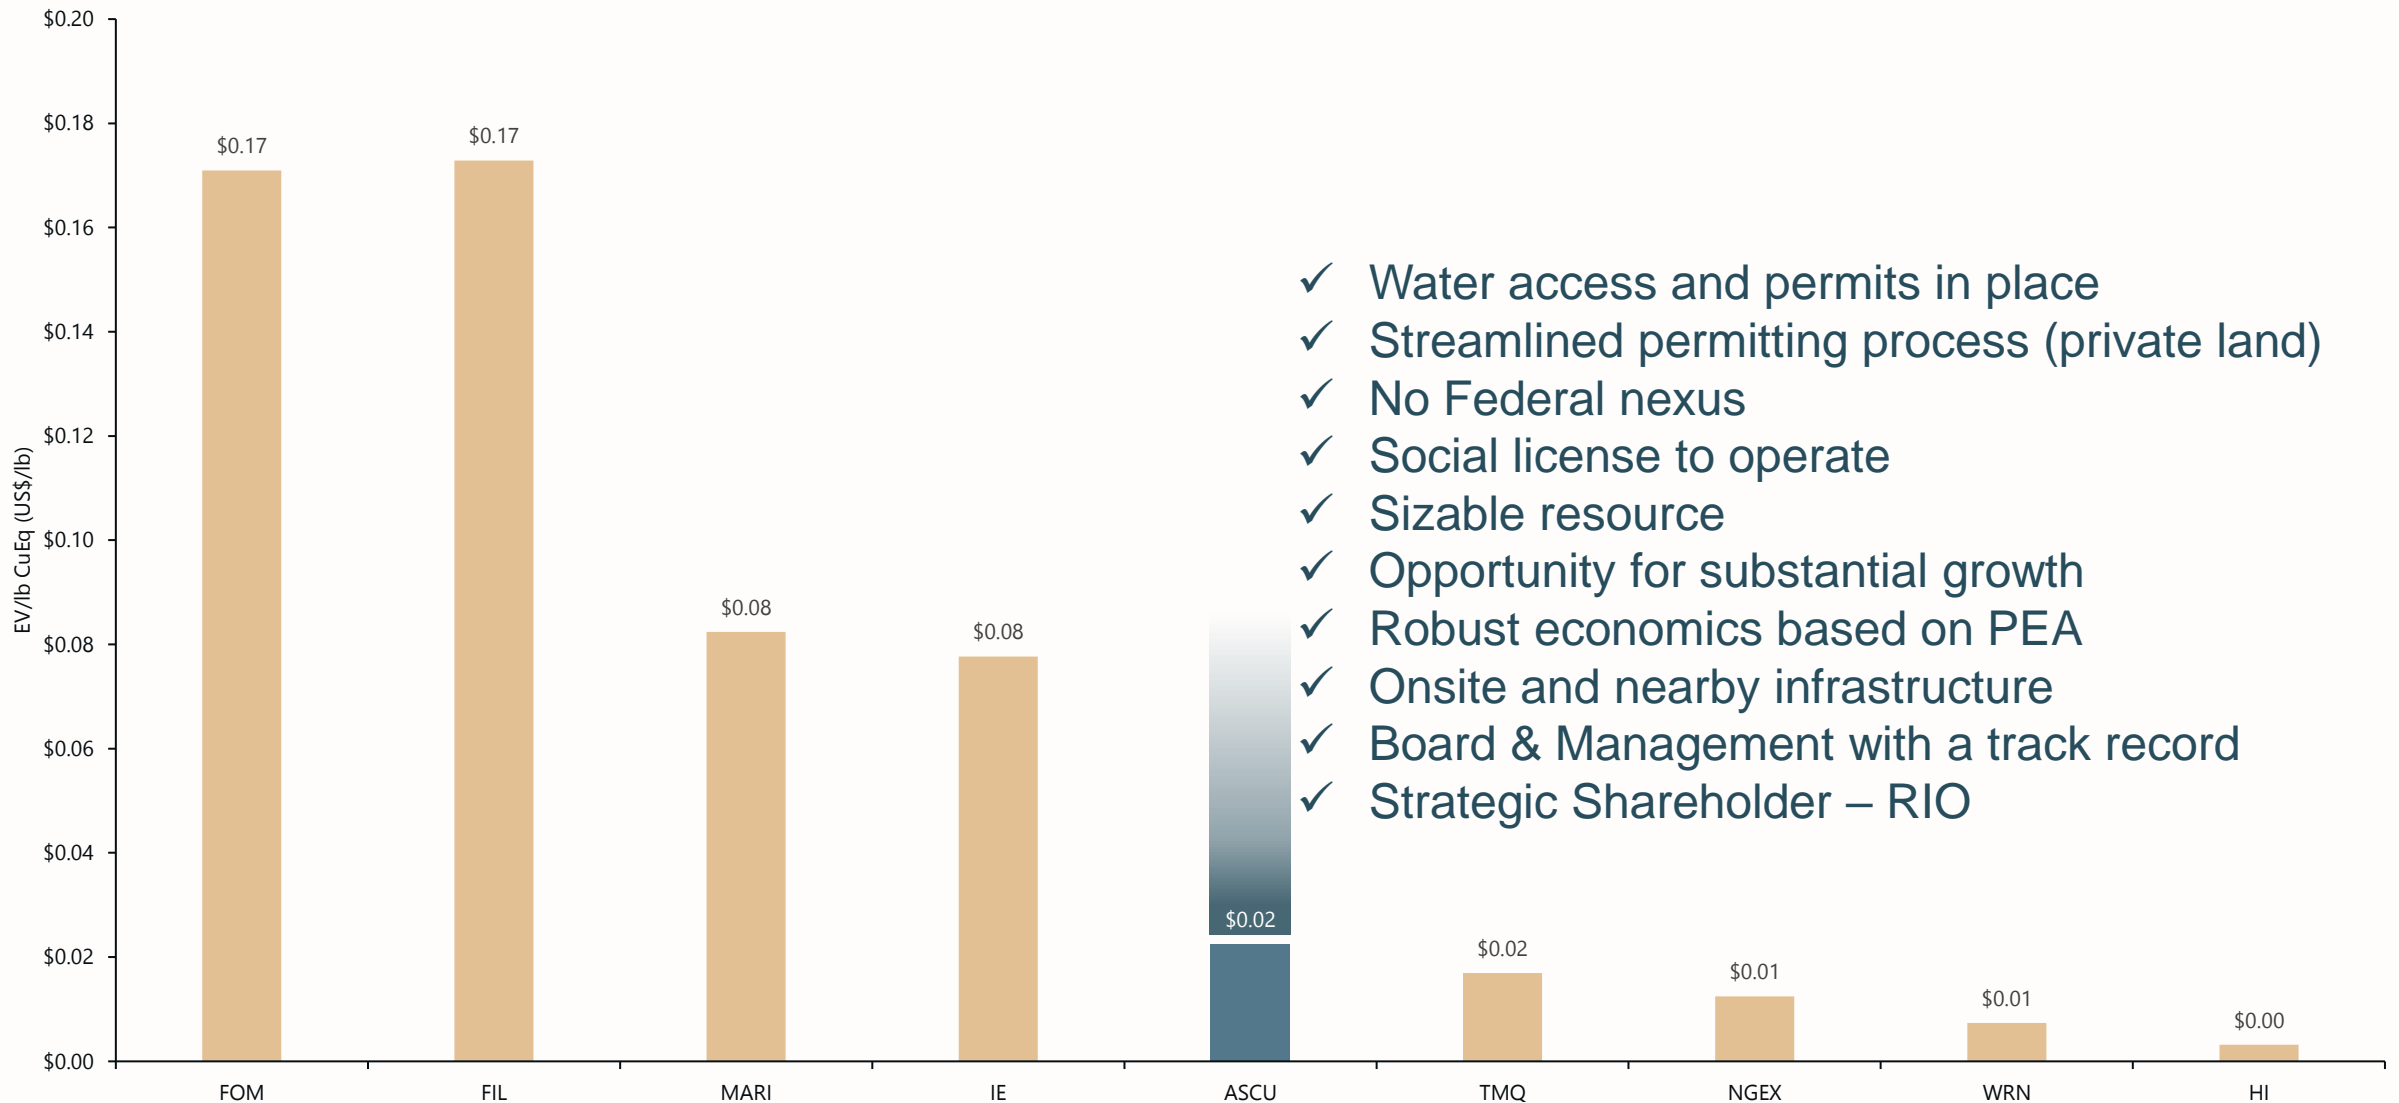 $0.20
$0.18
$0.16
$0.14
$0.12
$0.10
$0.08
$0.06
$0.04
$0.02
$0.00
EV/lb CuEq (US$/lb)
$0.17
$0.17
$0.08
$0.08
$0.02
$0.02
$0.01
$0.01
$0.00
✓ Water access and permits in place
✓ Streamlined permitting process (private land)
✓ No Federal nexus
✓ Social license to operate
✓ Sizable resource
✓ Opportunity for substantial growth
✓ Robust economics based on PEA
✓ Onsite and nearby infrastructure
✓ Board & Management with a track record
✓ Strategic Shareholder – RIO
FOM
FIL
MARI
IE
ASCU
TMQ
NGEX
WRN
HI